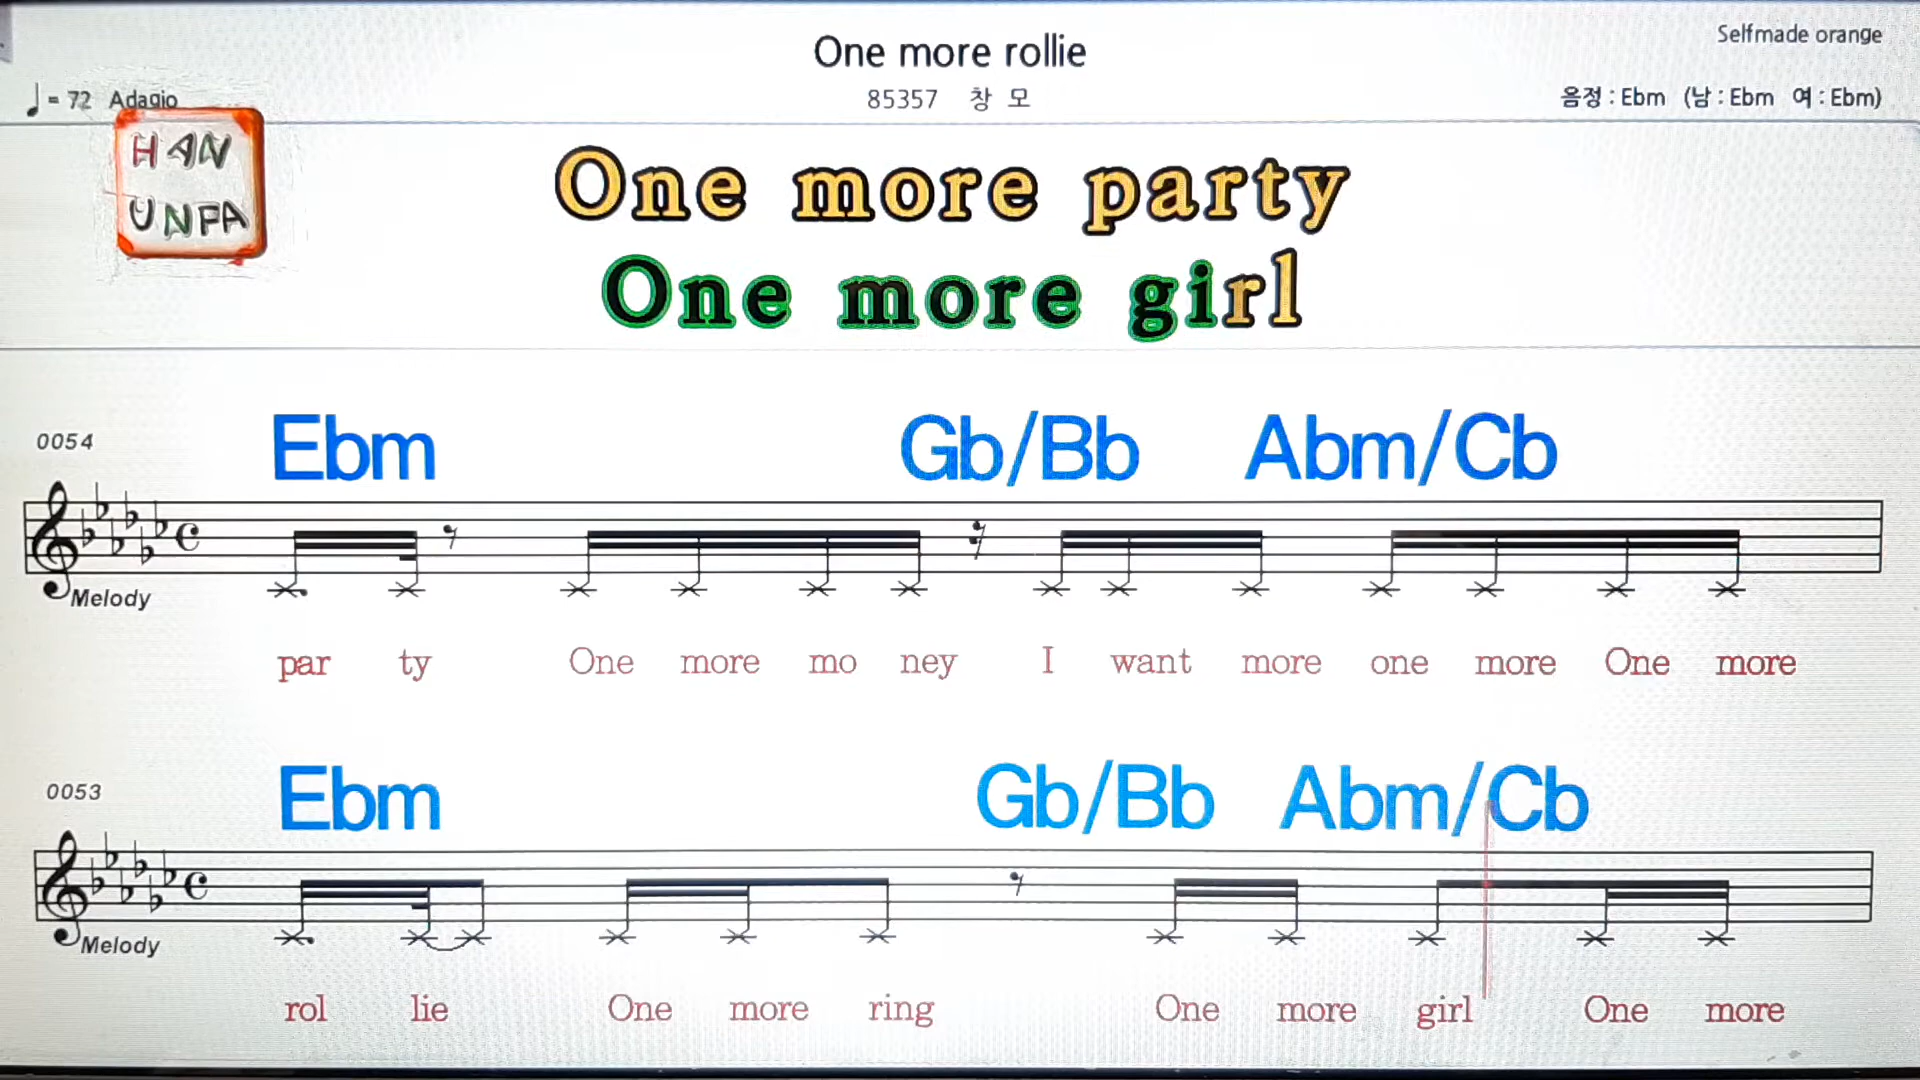 One more rollie
Selfmade orange
= 72 Adagio
85357 창 모
음정 : Ebm (남 : Ebm 여 : Ebm)
HAN
UNFA
One more party
One more girl
Ebm Gb/Bb Abm/Cb
0054
Melody
par ty One more mo ney I want more one more One more
Ebm Gb/Bb Abm/Cb
0053
Melody
rol lie One more ring One more girl One more